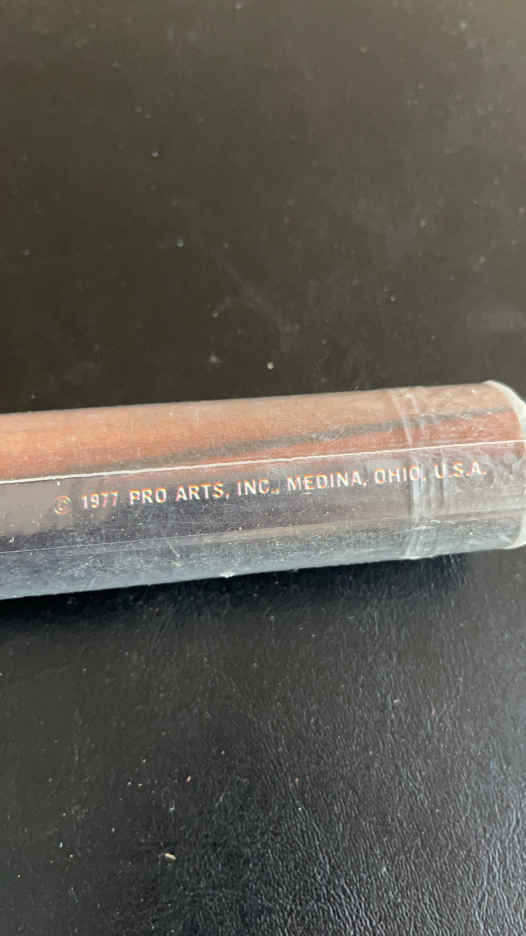 © 1977 PRO ARTS, INC., MEDINA, OHIO, U.S.A.